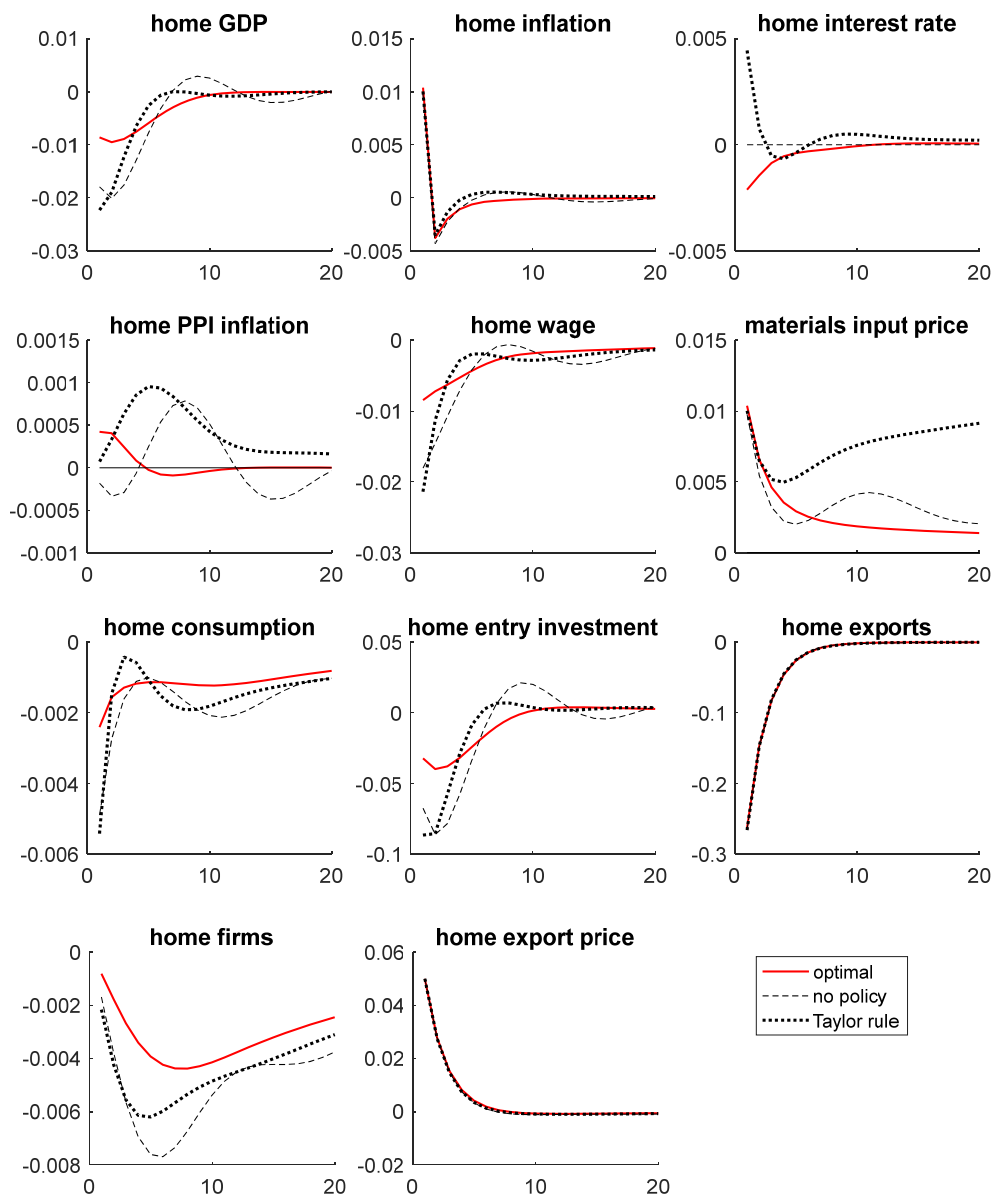 home GDP
0.01
0
-0.01
-0.02
-0.03
0 10 20
home inflation
0.015
0.01
0.005
0
-0.005
0 10 20
home interest rate
0.005
0
-0.005
0 10 20
home PPI inflation
0.0015
0.001
0.0005
0
-0.0005
-0.001
0 10 20
home wage
0
-0.01
-0.02
-0.03
0 10 20
materials input price
0.015
0.01
0.005
0
0 10 20
home consumption
0
-0.002
-0.004
-0.006
0 10 20
home entry investment
0.05
0
-0.05
-0.1
0 10 20
home exports
0
-0.1
-0.2
-0.3
0 10 20
home firms
0
-0.002
-0.004
-0.006
-0.008
0 10 20
home export price
0.06
0.04
0.02
0
-0.02
0 10 20
optimal
no policy
Taylor rule